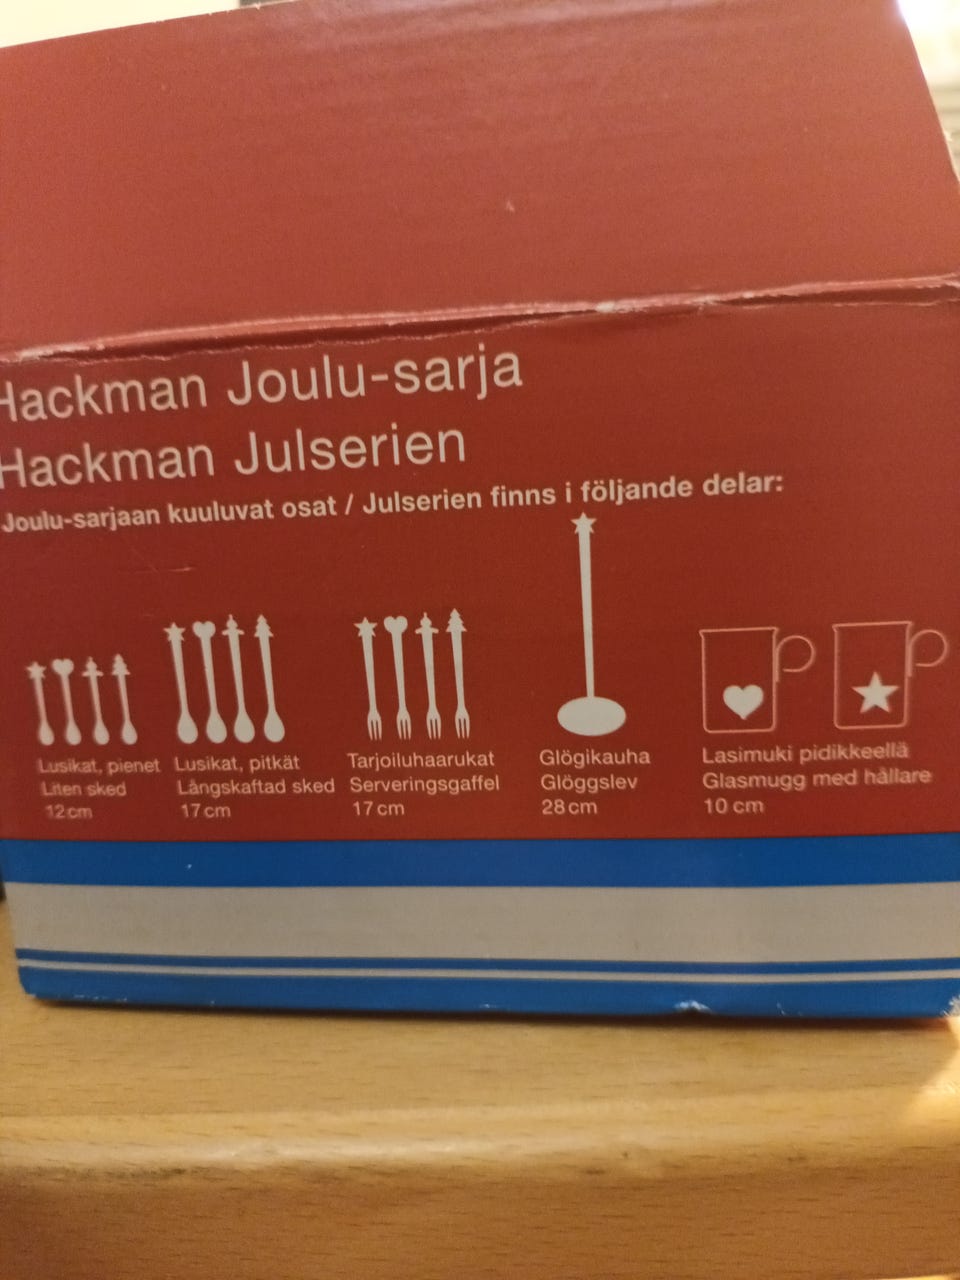 Hackman Joulu-sarja
Hackman Julserien
Joulu-sarjaan kuuluvat osat / Julserien finns i följande delar:
Lusikat, pienet
Liten sked
12 cm
Lusikat, pitkät
Långskaftad sked
17 cm
Tarjoiluhaarukat
Serveringsgaffel
17 cm
Glögikauha
Glöggslev
28 cm
Lasimuki pidikkeellä
Glasmugg med hållare
10 cm